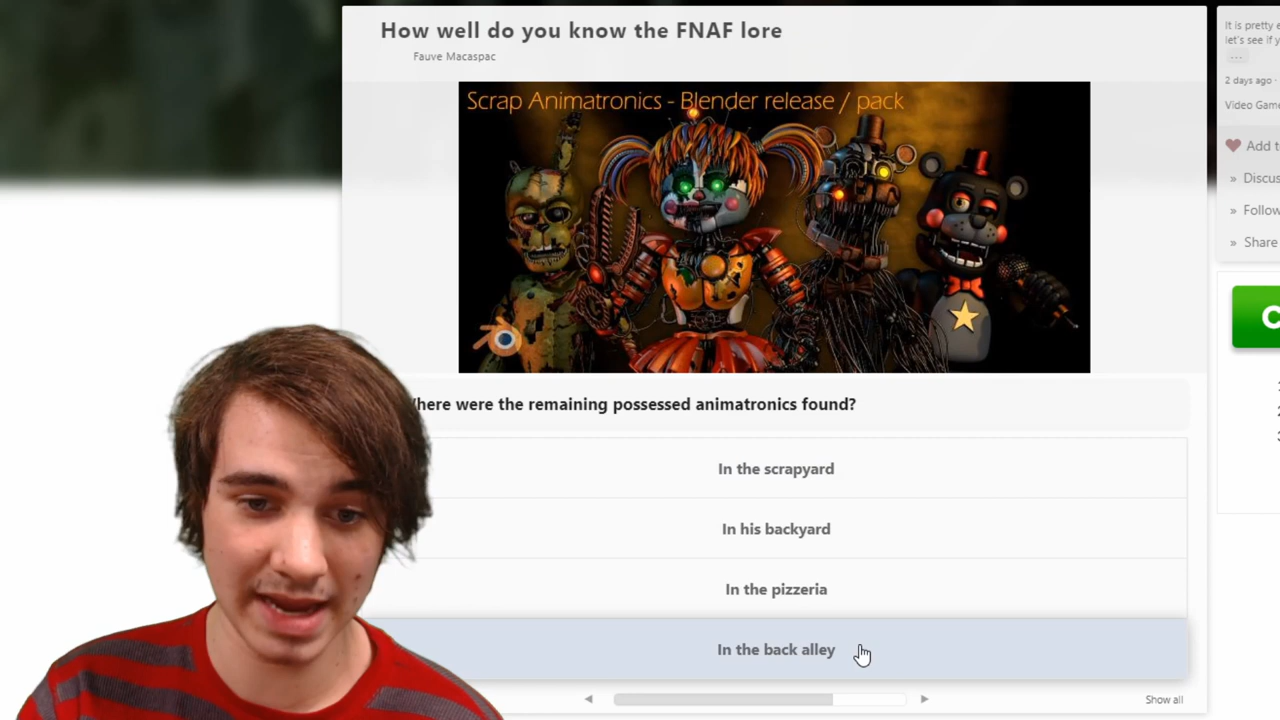 How well do you know the FNAF lore
Fauve Macaspac
Scrap Animatronics - Blender release / pack
here were the remaining possessed animatronics found?
In the scrapyard
In his backyard
In the pizzeria
In the back alley
Show all
It is pretty e
let's see if y
...
2 days ago ·
Video Game
Add t
» Discus
» Follow
» Share
C